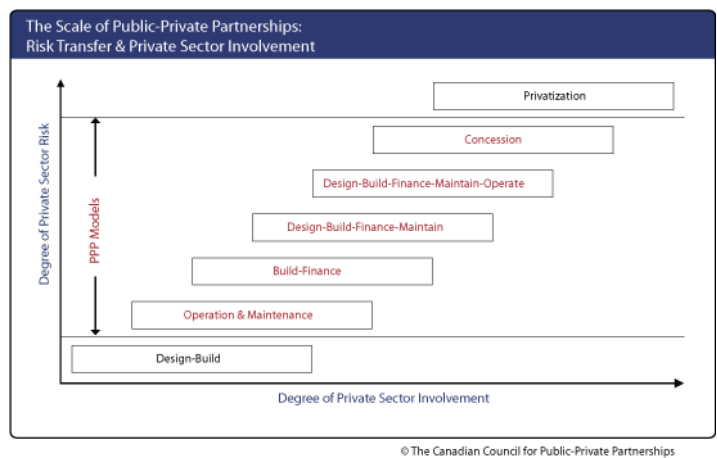 The Scale of Public-Private Partnerships:
Risk Transfer & Private Sector Involvement
Privatization
Concession
Design-Build-Finance-Maintain-Operate
Design-Build-Finance-Maintain
Build-Finance
Operation & Maintenance
Design-Build
PPP Models
Degree of Private Sector Risk
Degree of Private Sector Involvement
© The Canadian Council for Public-Private Partnerships